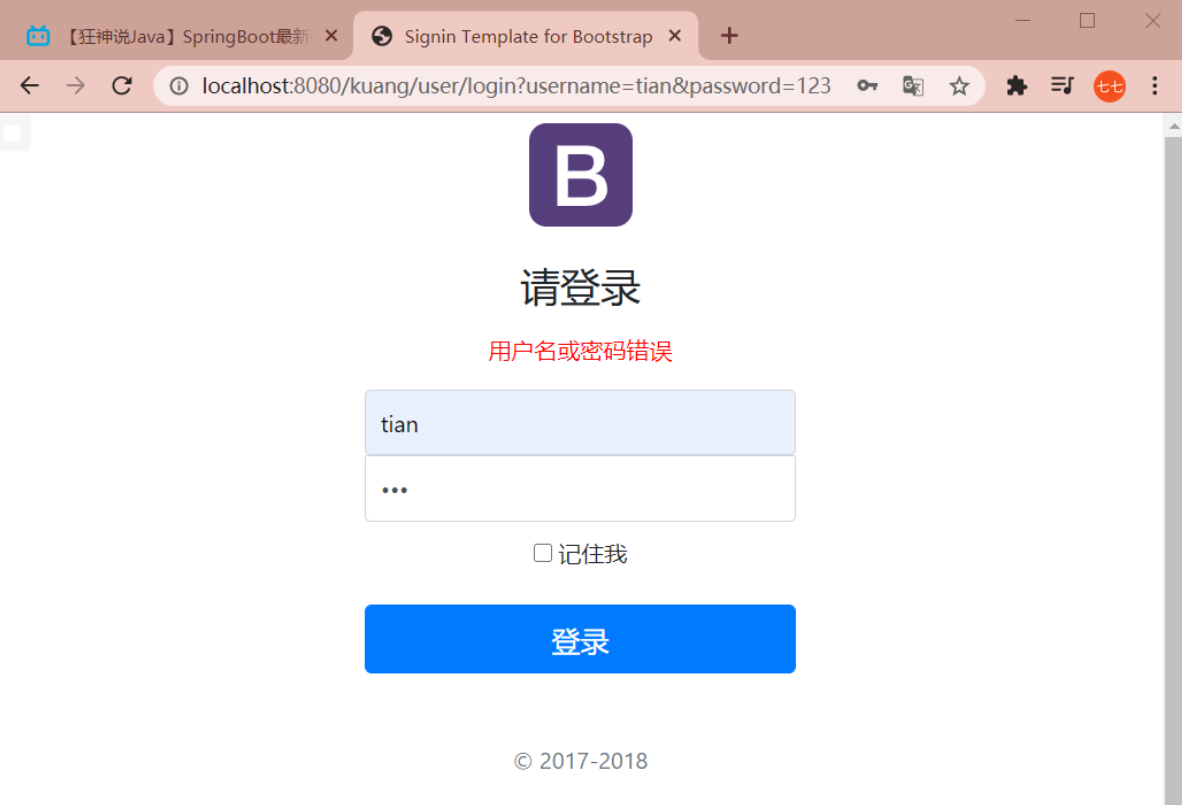 【狂神说Java】SpringBoot最新
Signin Template for Bootstrap
localhost:8080/kuang/user/login?username=tian&password=123
七七
B
请登录
用户名或密码错误
tian
•••
记住我
登录
© 2017-2018